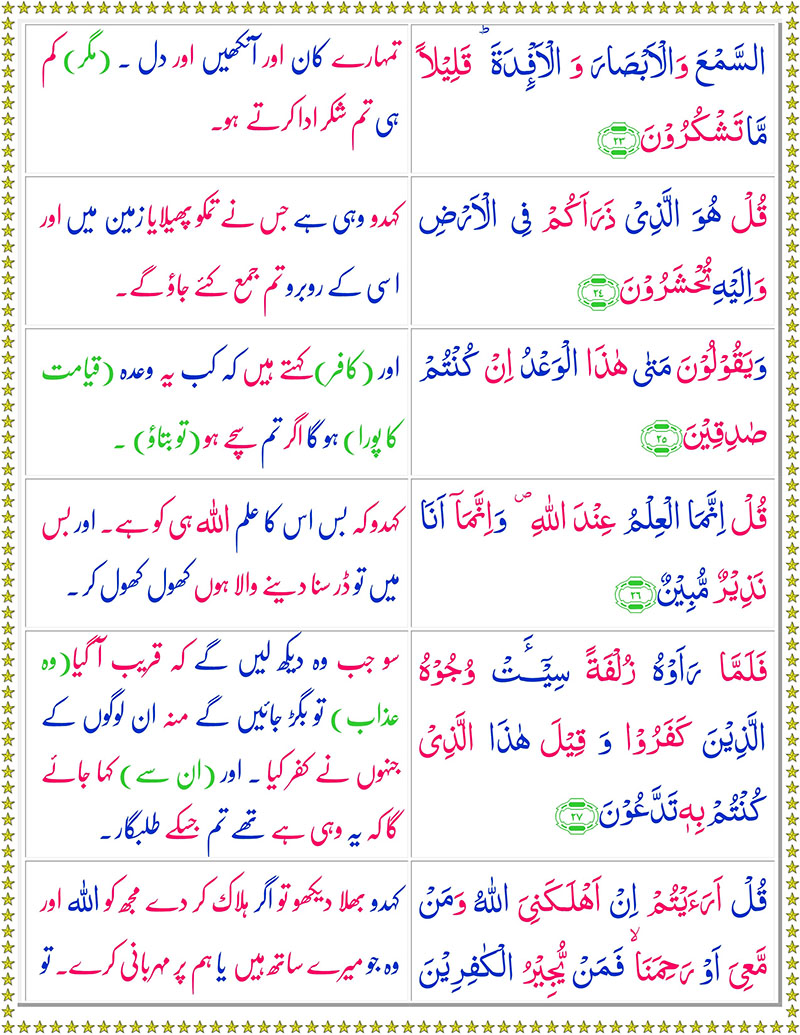 السَّمْعَ وَالْاَبْصَارَ وَ الْاَفْـِٕدَةَ ؕ قَلِيْلًا
مَّا تَشْكُرُوْنَ ۲۳
تمہارے کان اور آنکھیں اور دل ۔ (مگر) کم
ہی تم شکر ادا کرتے ہو۔
قُلْ هُوَ الَّذِىْ ذَرَاَكُمْ فِى الْاَرْضِ
وَاِلَيْهِ تُحْشَرُوْنَ ۲٤
کہدو وہی ہے جس نے تمکو پھیلایا زمین میں اور
اسی کے روبرو تم جمع کئے جاؤ گے۔
وَيَقُوْلُوْنَ مَتٰى هٰذَا الْوَعْدُ اِنْ كُنْتُمْ
صٰدِقِيْنَ ۲۵
اور (کافر) کہتے ہیں کہ کب یہ وعدہ (قیامت
کا پورا) ہو گا اگر تم سچے ہو (تو بتاؤ) ۔
قُلْ اِنَّمَا الْعِلْمُ عِنْدَ اللّٰهِ ۖ وَاِنَّمَاۤ اَنَا
نَذِيْرٌ مُّبِيْنٌ ۲٦
کہدو کہ بس اس کا علم اللہ ہی کو ہے۔ اور بس
میں تو ڈر سنا دینے والا ہوں کھول کھول کر ۔
فَلَمَّا رَاَوْهُ زُلْفَةً سِيْٓــَٔتْ وُجُوْهُ
الَّذِيْنَ كَفَرُوْا وَ قِيْلَ هٰذَا الَّذِىْ
كُنْتُمْ بِهٖ تَدَّعُوْنَ ۲۷
سو جب وہ دیکھ لیں گے کہ قریب آ گیا (وہ
عذاب) تو بگڑ جائیں گے منہ ان لوگوں کے
جنہوں نے کفر کیا ۔ اور (ان سے) کہا جائے
گا کہ یہ وہی ہے تھے تم جسکے طلبگار۔
قُلْ اَرَءَيْتُمْ اِنْ اَهْلَـكَنِىَ اللّٰهُ وَمَنْ
مَّعِىَ اَوْ رَحِمَنَا ۙ فَمَنْ يُّجِيْرُ الْكٰفِرِيْنَ
کہدو بھلا دیکھو تو اگر ہلاک کر دے مجھ کو اللہ اور
وہ جو میرے ساتھ ہیں یا ہم پر مہربانی کرے۔ تو